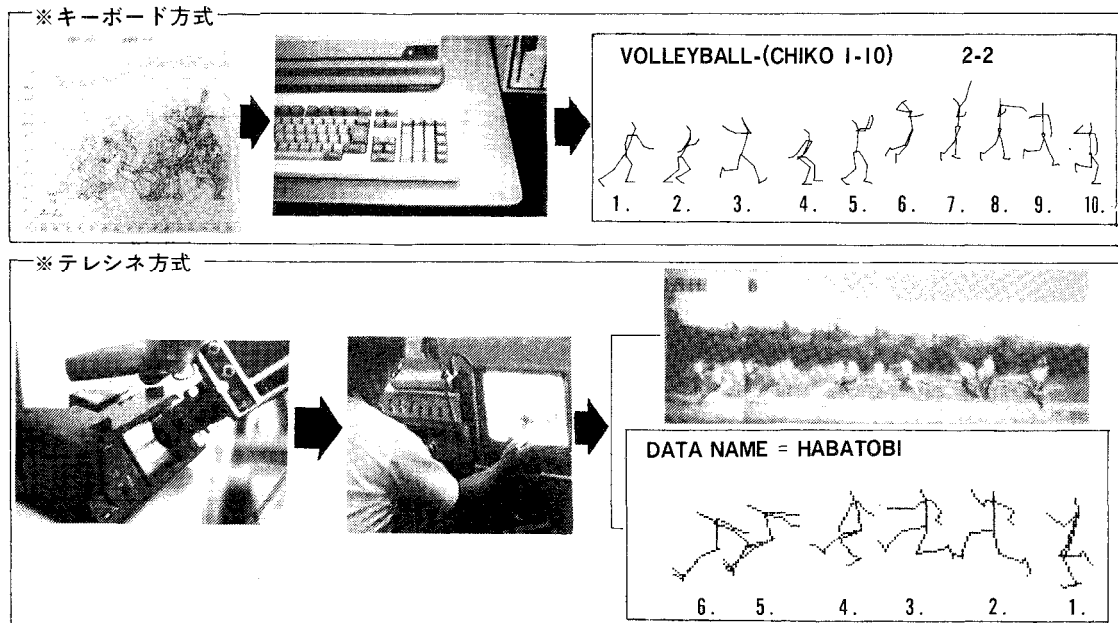 ※キーボード方式
VOLLEYBALL-(CHIKO 1-10) 2-2
1. 2. 3. 4. 5. 6. 7. 8. 9. 10.
※テレシネ方式
DATA NAME = HABATOBI
6. 5. 4. 3. 2. 1.